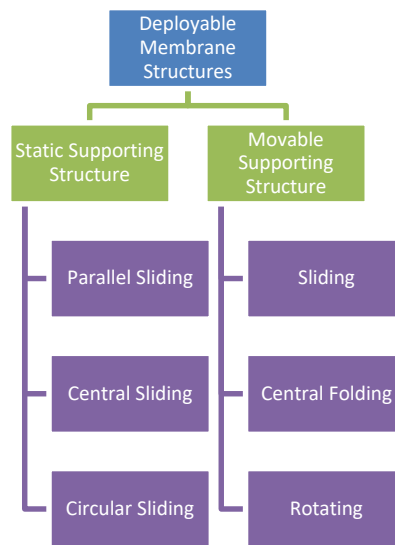 Deployable
Membrane
Structures
Static Supporting
Structure
Movable
Supporting
Structure
Parallel Sliding
Sliding
Central Sliding
Central Folding
Circular Sliding
Rotating